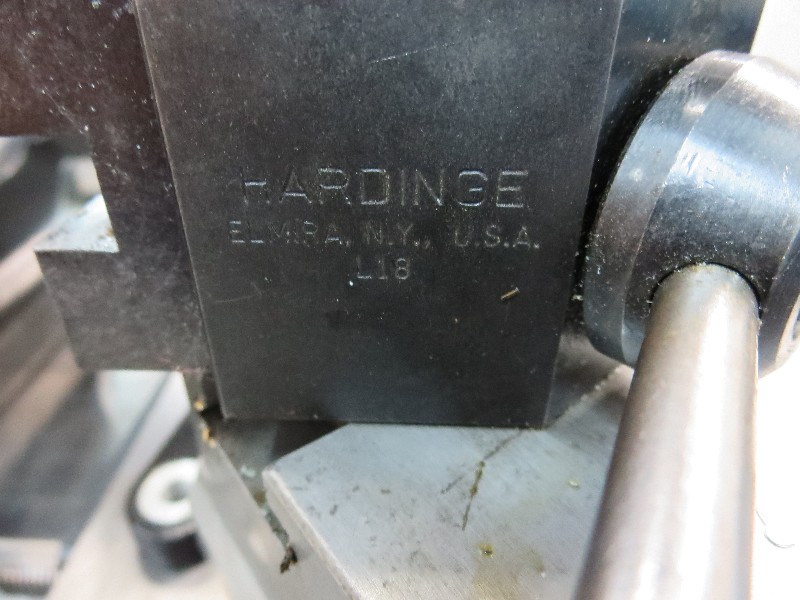 HARDINGE
ELMIRA, N.Y., U.S.A.
L18